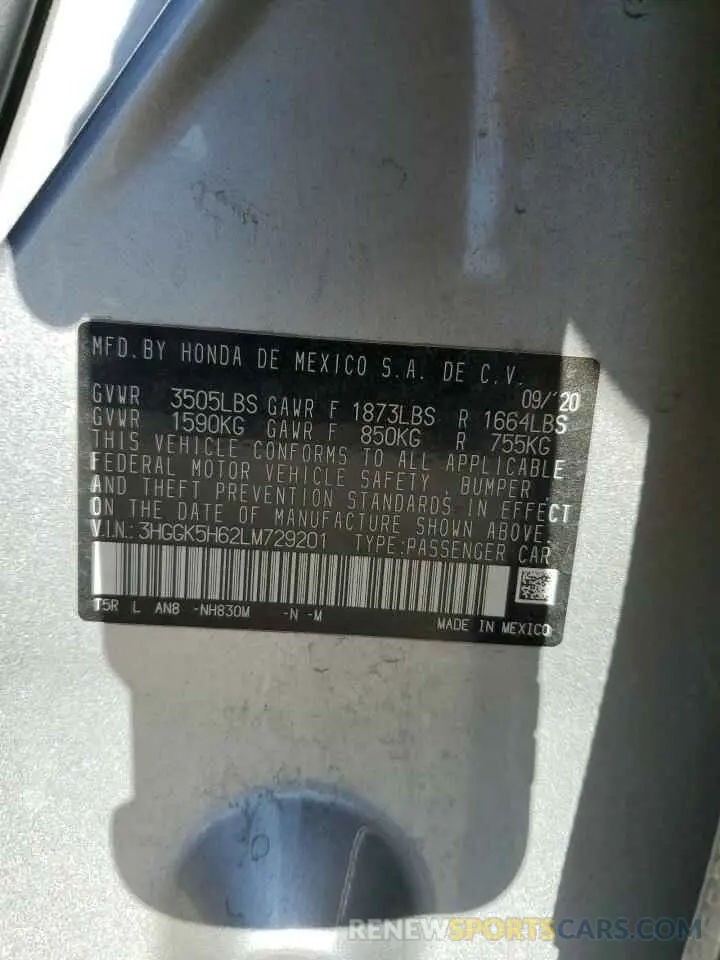 MFD. BY HONDA DE MEXICO S.A. DE C.V.
09/'20
GVWR 3505LBS GAWR F 1873LBS R 1664LBS
GVWR 1590KG GAWR F 850KG R 755KG
THIS VEHICLE CONFORMS TO ALL APPLICABLE
FEDERAL MOTOR VEHICLE SAFETY, BUMPER,
AND THEFT PREVENTION STANDARDS IN EFFECT
ON THE DATE OF MANUFACTURE SHOWN ABOVE.
V.I.N.: 3HGGK5H62LM729201 TYPE:PASSENGER CAR
T5R L AN8 -NH830M -N -M
MADE IN MEXICO
RENEWSPORTSCARS.COM